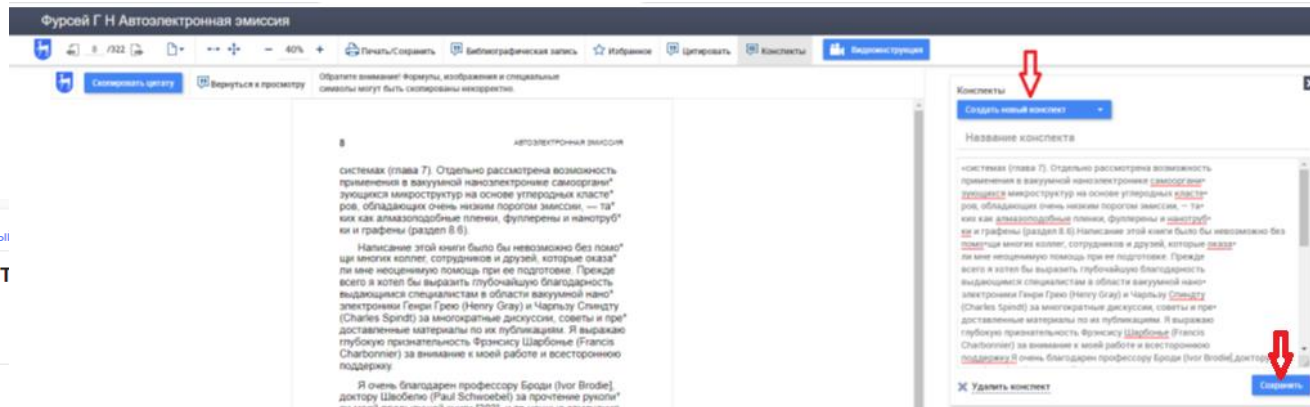 Фурсей Г Н Автоэлектронная эмиссия
8 /322 40% + Печать/Сохранить Библиографическая запись Избранное Цитировать Конспекты Видеоинструкция
Скопировать цитату Вернуться к просмотру Обратите внимание! Формулы, изображения и специальные
символы могут быть скопированы некорректно.
8 АВТОЭЛЕКТРОННАЯ ЭМИССИЯ
системах (глава 7). Отдельно рассмотрена возможность
применения в вакуумной наноэлектронике самооргани"
зующихся микроструктур на основе углеродных класте"
ров, обладающих очень низким порогом эмиссии, — та"
ких как алмазоподобные пленки, фуллерены и нанотруб"
ки и графены (раздел 8.6).
Написание этой книги было бы невозможно без помо"
щи многих коллег, сотрудников и друзей, которые оказа"
ли мне неоценимую помощь при ее подготовке. Прежде
всего я хотел бы выразить глубочайшую благодарность
выдающимся специалистам в области вакуумной нано"
электроники Генри Грею (Henry Gray) и Чарльзу Спиндту
(Charles Spindt) за многократные дискуссии, советы и пре"
доставленные материалы по их публикациям. Я выражаю
глубокую признательность Фрэнсису Шарбонье (Francis
Charbonnier) за внимание к моей работе и всестороннюю
поддержку.
Я очень благодарен профессору Броди (Ivor Brodie),
доктору Швобелю (Paul Schwoebel) за прочтение рукопи"
Конспекты
Создать новый конспект
Название конспекта
«системах (глава 7). Отдельно рассмотрена возможность
применения в вакуумной наноэлектронике самооргани"
зующихся микроструктур на основе углеродных класте"
ров, обладающих очень низким порогом эмиссии, — та"
ких как алмазоподобные пленки, фуллерены и нанотруб"
ки и графены (раздел 8.6).Написание этой книги было бы невозможно без
помо"щи многих коллег, сотрудников и друзей, которые оказа"
ли мне неоценимую помощь при ее подготовке. Прежде
всего я хотел бы выразить глубочайшую благодарность
выдающимся специалистам в области вакуумной нано"
электроники Генри Грею (Henry Gray) и Чарльзу Спиндту
(Charles Spindt) за многократные дискуссии, советы и пре"
доставленные материалы по их публикациям. Я выражаю
глубокую признательность Фрэнсису Шарбонье (Francis
Charbonnier) за внимание к моей работе и всестороннюю
поддержку.Я очень благодарен профессору Броди (Ivor Brodie),доктору
Удалить конспект Сохранить